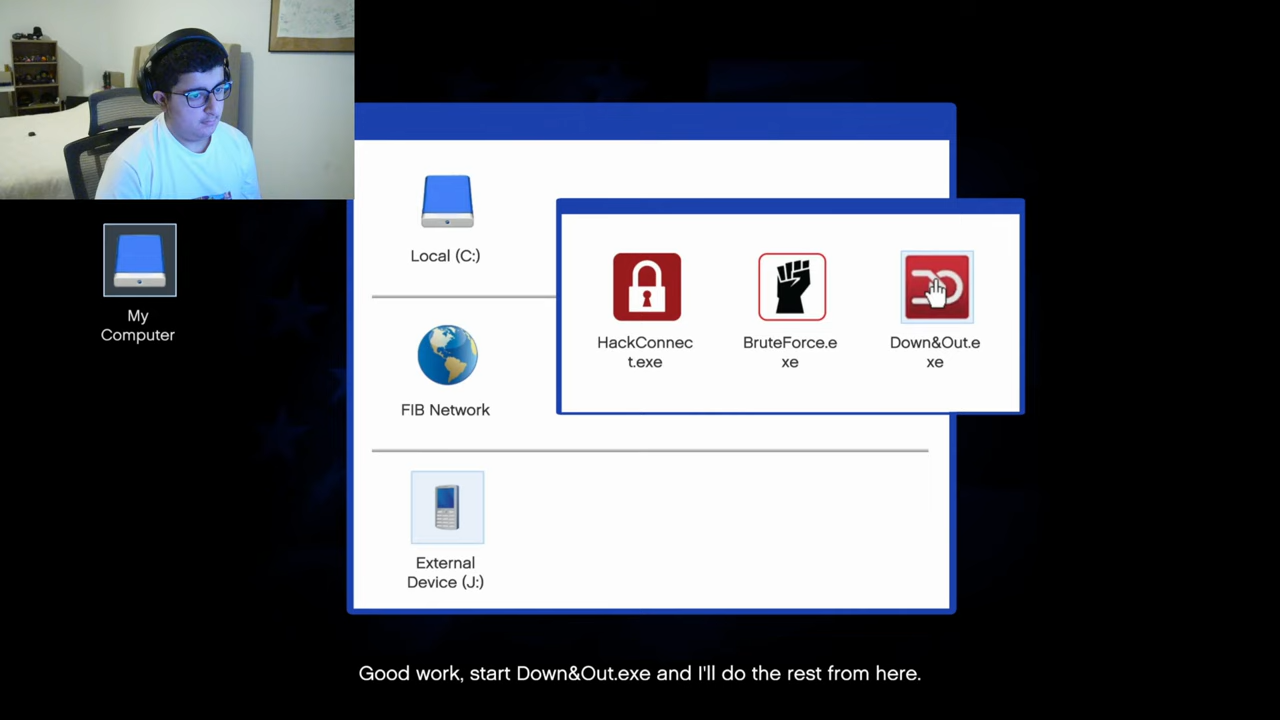 Local (C:)
My
Computer
HackConnec
t.exe
BruteForce.e
xe
Down&Out.e
xe
FIB Network
External
Device (J:)
Good work, start Down&Out.exe and I'll do the rest from here.